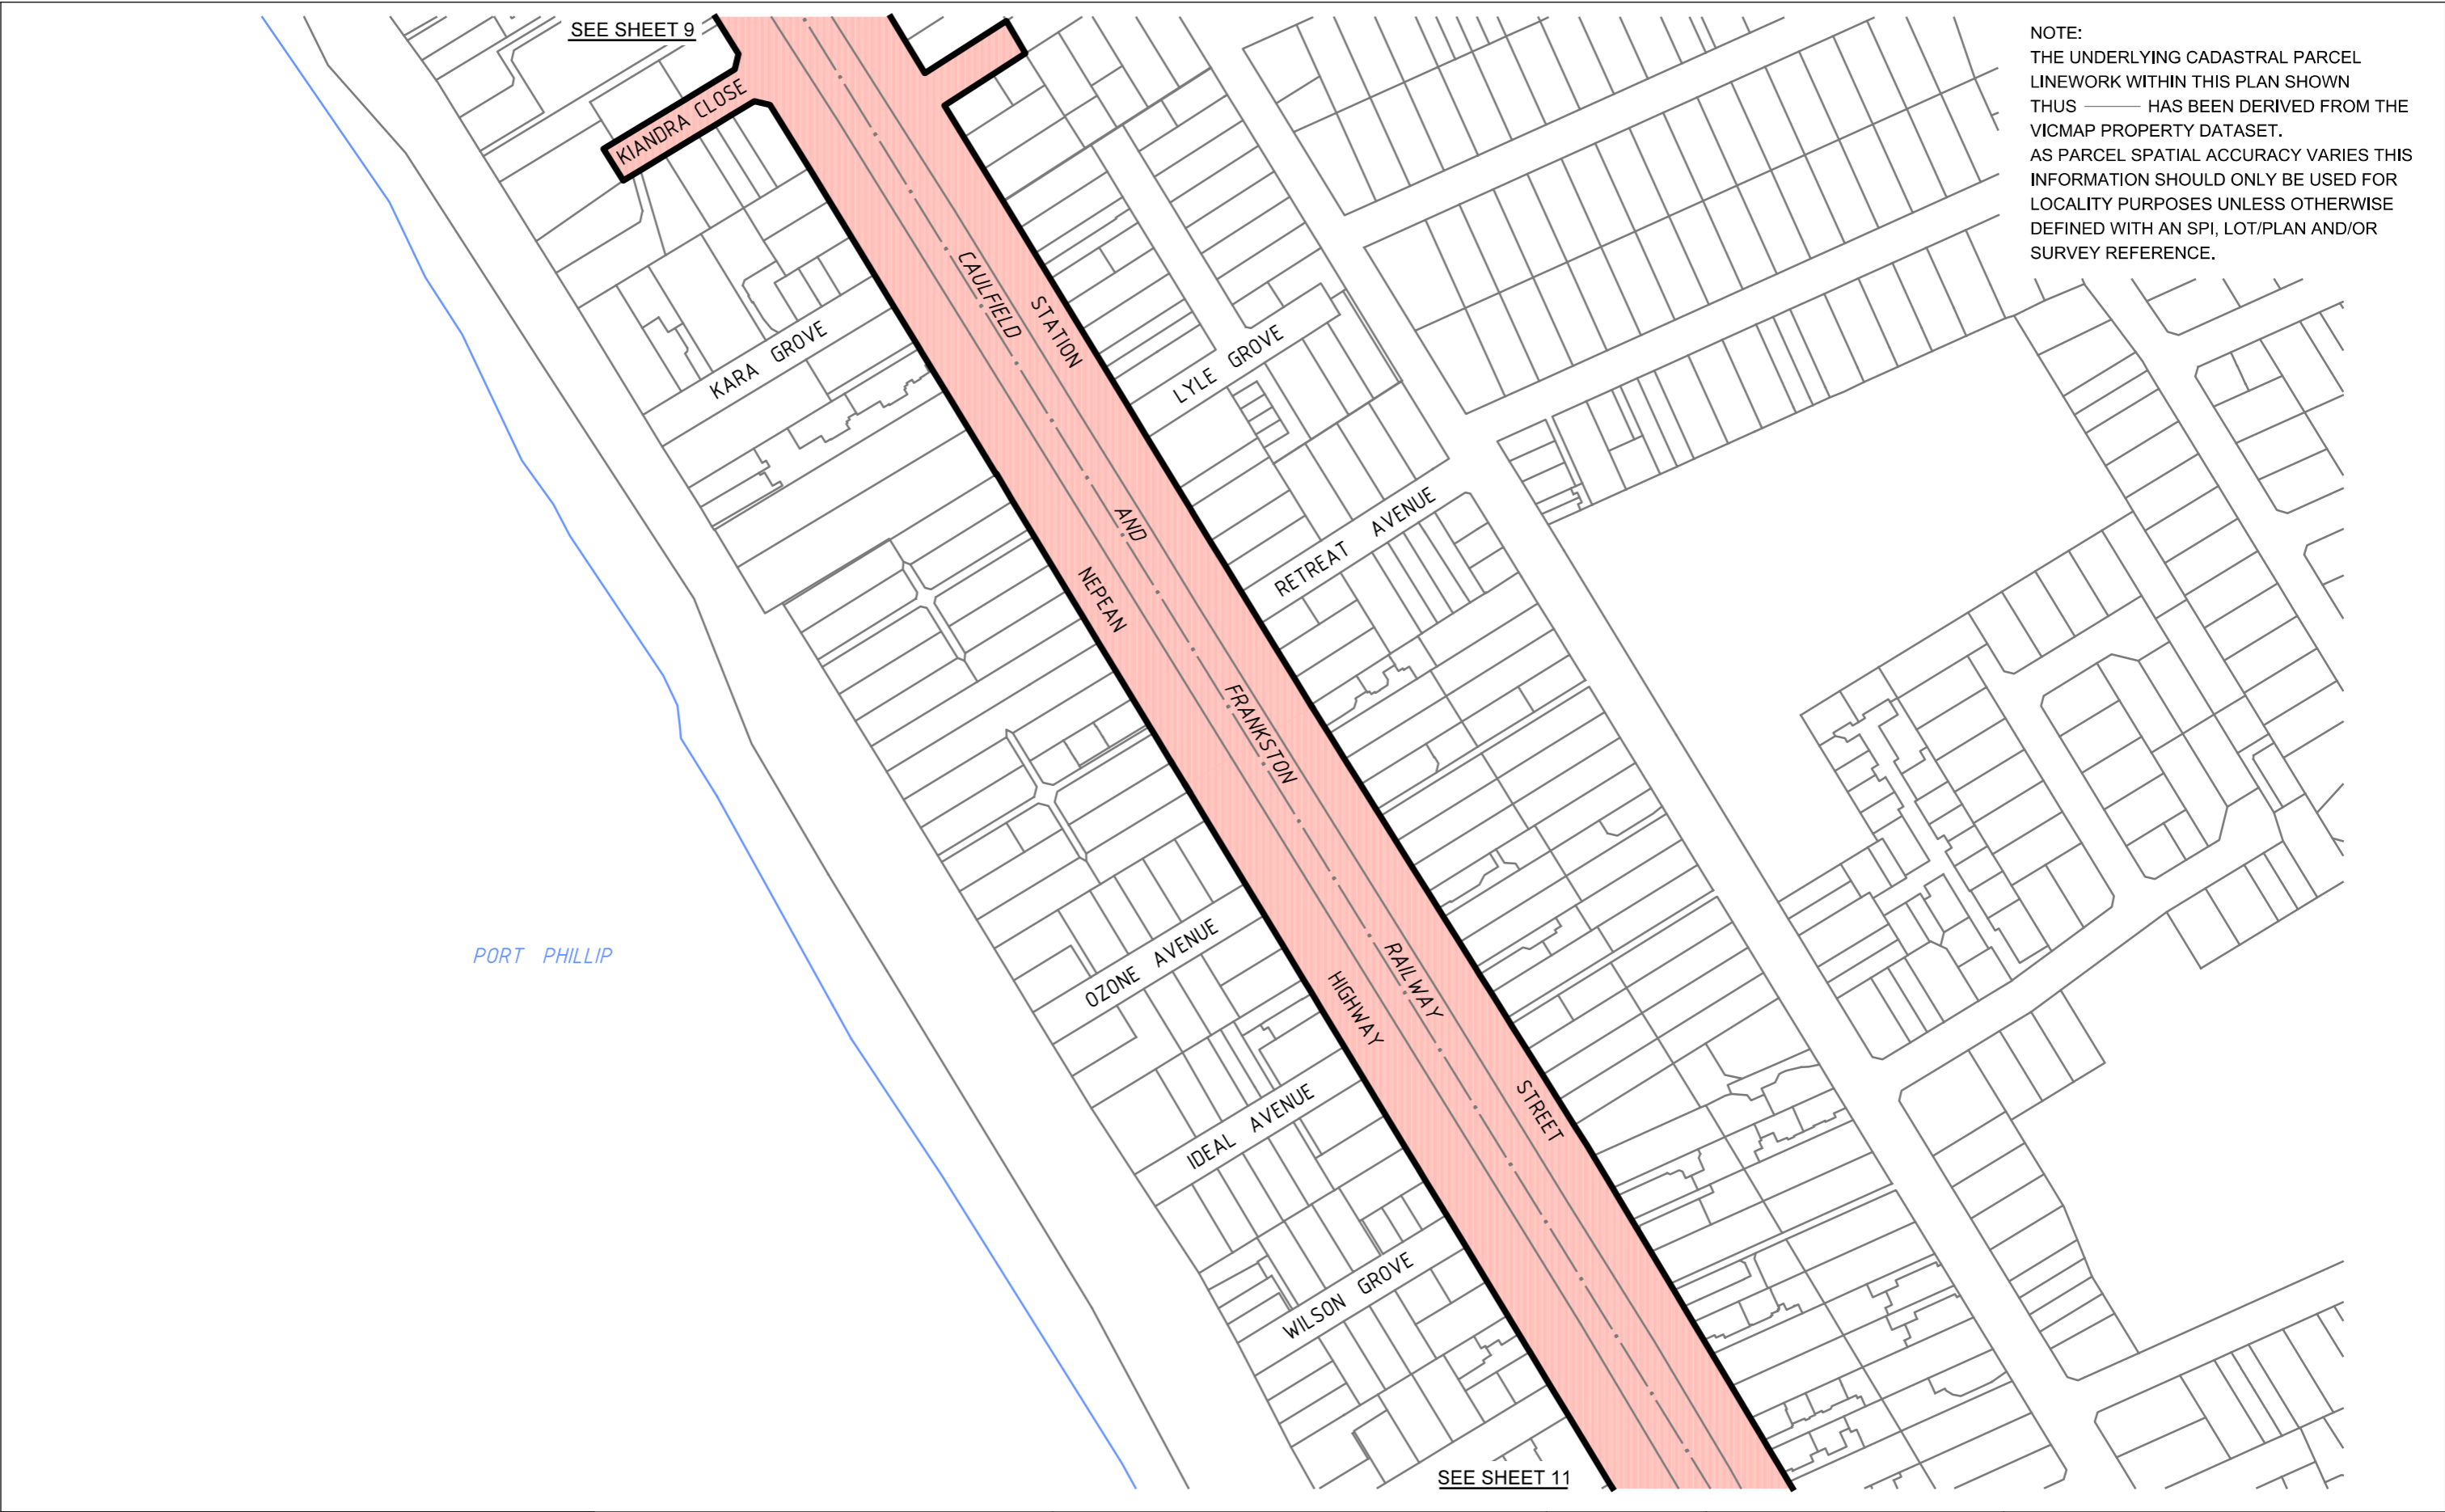 SEE SHEET 9
NOTE:
THE UNDERLYING CADASTRAL PARCEL
LINEWORK WITHIN THIS PLAN SHOWN
THUS ——— HAS BEEN DERIVED FROM THE
VICMAP PROPERTY DATASET.
AS PARCEL SPATIAL ACCURACY VARIES THIS
INFORMATION SHOULD ONLY BE USED FOR
LOCALITY PURPOSES UNLESS OTHERWISE
DEFINED WITH AN SPI, LOT/PLAN AND/OR
SURVEY REFERENCE.
KIANDRA CLOSE
CAULFIELD
STATION
KARA GROVE
LYLE GROVE
AND
RETREAT AVENUE
NEPEAN
FRANKSTON
PORT PHILLIP
OZONE AVENUE
RAILWAY
HIGHWAY
IDEAL AVENUE
STREET
WILSON GROVE
SEE SHEET 11